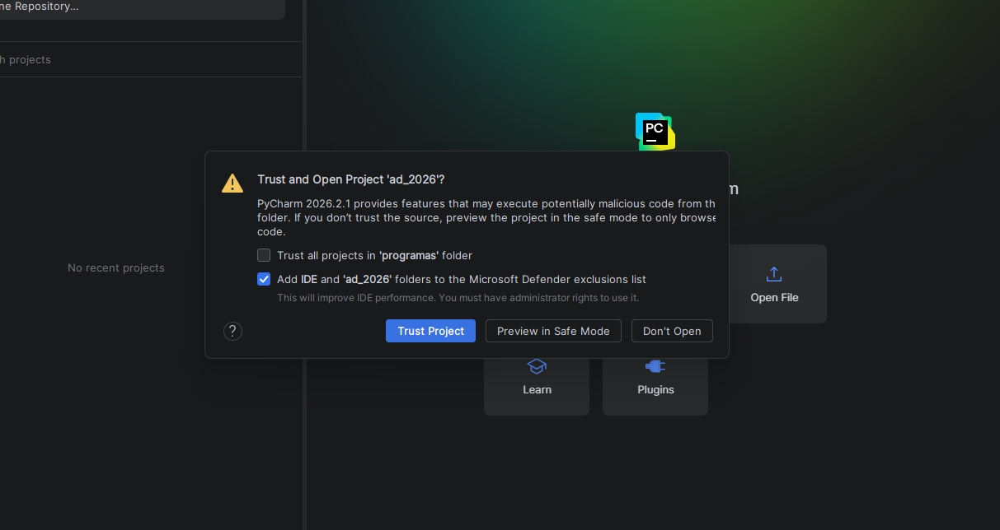 Repository...
projects
No recent projects
PC
Trust and Open Project 'ad_2026'?
PyCharm 2026.2.1 provides features that may execute potentially malicious code from
folder. If you don’t trust the source, preview the project in the safe mode to only browse
code.
Trust all projects in 'programas' folder
Add IDE and 'ad_2026' folders to the Microsoft Defender exclusions list
This will improve IDE performance. You must have administrator rights to use it.
?
Trust Project
Preview in Safe Mode
Don't Open
Open File
Learn
Plugins